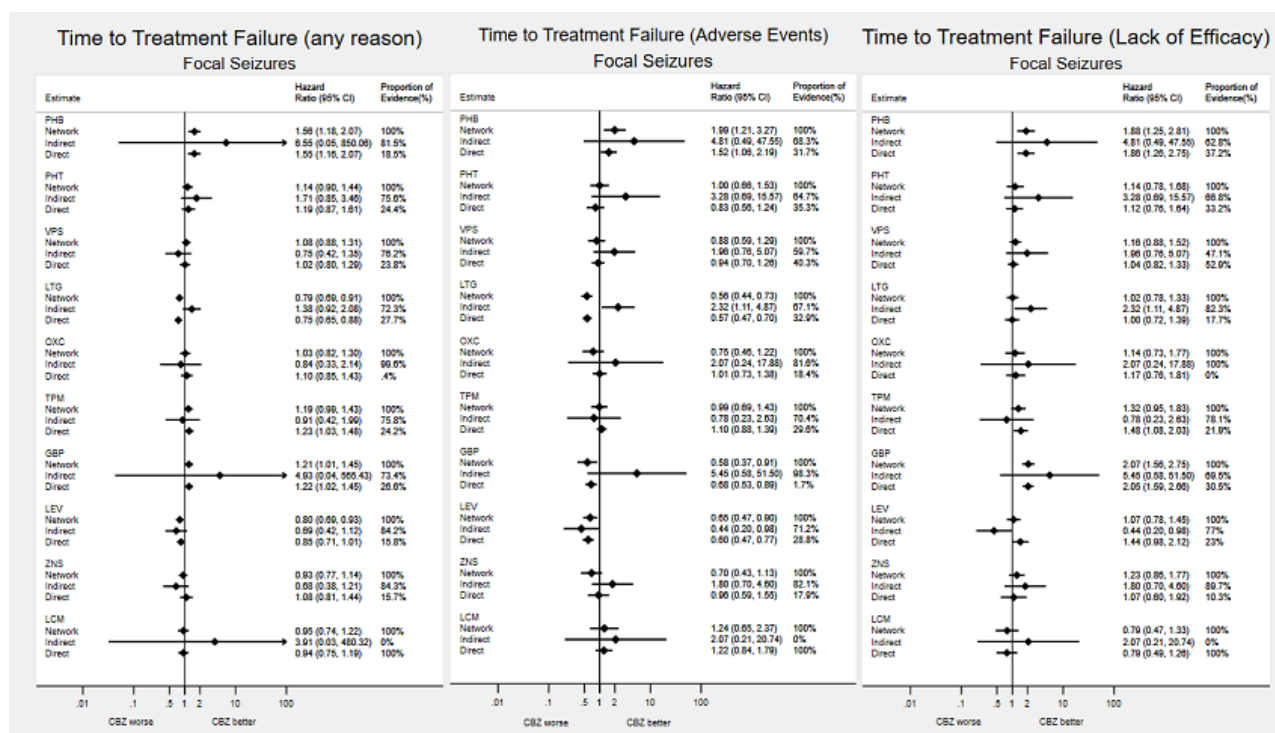 Time to Treatment Failure (any reason)
Focal Seizures
Estimate Hazard Ratio (95% CI) Proportion of Evidence(%)
PHB
Network 1.56 (1.18, 2.07) 100%
Indirect 6.55 (0.05, 850.06) 81.5%
Direct 1.55 (1.16, 2.07) 18.5%
PHT
Network 1.14 (0.90, 1.44) 100%
Indirect 1.71 (0.85, 3.46) 75.6%
Direct 1.19 (0.87, 1.61) 24.4%
VPS
Network 1.08 (0.88, 1.31) 100%
Indirect 0.75 (0.42, 1.35) 76.2%
Direct 1.02 (0.80, 1.29) 23.8%
LTG
Network 0.79 (0.69, 0.91) 100%
Indirect 1.38 (0.92, 2.08) 72.3%
Direct 0.75 (0.65, 0.88) 27.7%
OXC
Network 1.03 (0.82, 1.30) 100%
Indirect 0.84 (0.33, 2.14) 99.6%
Direct 1.10 (0.85, 1.43) .4%
TPM
Network 1.19 (0.99, 1.43) 100%
Indirect 0.91 (0.42, 1.99) 75.8%
Direct 1.23 (1.03, 1.48) 24.2%
GBP
Network 1.21 (1.01, 1.45) 100%
Indirect 4.93 (0.04, 565.43) 73.4%
Direct 1.22 (1.02, 1.45) 26.6%
LEV
Network 0.80 (0.69, 0.93) 100%
Indirect 0.69 (0.42, 1.12) 84.2%
Direct 0.85 (0.71, 1.01) 15.8%
ZNS
Network 0.93 (0.77, 1.14) 100%
Indirect 0.68 (0.38, 1.21) 84.3%
Direct 1.08 (0.81, 1.44) 15.7%
LCM
Network 0.95 (0.74, 1.22) 100%
Indirect 3.91 (0.03, 480.32) 0%
Direct 0.94 (0.75, 1.19) 100%
.01 .1 .5 1 2 10 100
CBZ worse CBZ better
Time to Treatment Failure (Adverse Events)
Focal Seizures
Estimate Hazard Ratio (95% CI) Proportion of Evidence(%)
PHB
Network 1.99 (1.21, 3.27) 100%
Indirect 4.81 (0.49, 47.55) 68.3%
Direct 1.52 (1.06, 2.19) 31.7%
PHT
Network 1.00 (0.66, 1.53) 100%
Indirect 3.28 (0.69, 15.57) 64.7%
Direct 0.83 (0.56, 1.24) 35.3%
VPS
Network 0.88 (0.59, 1.29) 100%
Indirect 1.96 (0.76, 5.07) 59.7%
Direct 0.94 (0.70, 1.26) 40.3%
LTG
Network 0.56 (0.44, 0.73) 100%
Indirect 2.32 (1.11, 4.87) 67.1%
Direct 0.57 (0.47, 0.70) 32.9%
OXC
Network 0.75 (0.46, 1.22) 100%
Indirect 2.07 (0.24, 17.88) 81.6%
Direct 1.01 (0.73, 1.38) 18.4%
TPM
Network 0.99 (0.69, 1.43) 100%
Indirect 0.78 (0.23, 2.63) 70.4%
Direct 1.10 (0.88, 1.39) 29.6%
GBP
Network 0.58 (0.37, 0.91) 100%
Indirect 5.45 (0.58, 51.50) 98.3%
Direct 0.68 (0.53, 0.89) 1.7%
LEV
Network 0.65 (0.47, 0.90) 100%
Indirect 0.44 (0.20, 0.98) 71.2%
Direct 0.60 (0.47, 0.77) 28.8%
ZNS
Network 0.70 (0.43, 1.13) 100%
Indirect 1.80 (0.70, 4.60) 82.1%
Direct 0.96 (0.59, 1.55) 17.9%
LCM
Network 1.24 (0.65, 2.37) 100%
Indirect 2.07 (0.21, 20.74) 0%
Direct 1.22 (0.84, 1.79) 100%
.01 .1 .5 1 2 10 100
CBZ worse CBZ better
Time to Treatment Failure (Lack of Efficacy)
Focal Seizures
Estimate Hazard Ratio (95% CI) Proportion of Evidence(%)
PHB
Network 1.88 (1.25, 2.81) 100%
Indirect 4.81 (0.49, 47.55) 62.8%
Direct 1.86 (1.26, 2.75) 37.2%
PHT
Network 1.14 (0.78, 1.68) 100%
Indirect 3.28 (0.69, 15.57) 66.8%
Direct 1.12 (0.76, 1.64) 33.2%
VPS
Network 1.16 (0.88, 1.52) 100%
Indirect 1.96 (0.76, 5.07) 47.1%
Direct 1.04 (0.82, 1.33) 52.9%
LTG
Network 1.02 (0.78, 1.33) 100%
Indirect 2.32 (1.11, 4.87) 82.3%
Direct 1.00 (0.72, 1.39) 17.7%
OXC
Network 1.14 (0.73, 1.77) 100%
Indirect 2.07 (0.24, 17.88) 100%
Direct 1.17 (0.76, 1.81) 0%
TPM
Network 1.32 (0.95, 1.83) 100%
Indirect 0.78 (0.23, 2.63) 78.1%
Direct 1.48 (1.08, 2.03) 21.9%
GBP
Network 2.07 (1.56, 2.75) 100%
Indirect 5.45 (0.58, 51.50) 69.5%
Direct 2.05 (1.59, 2.66) 30.5%
LEV
Network 1.07 (0.78, 1.45) 100%
Indirect 0.44 (0.20, 0.98) 77%
Direct 1.44 (0.98, 2.12) 23%
ZNS
Network 1.23 (0.86, 1.77) 100%
Indirect 1.80 (0.70, 4.60) 89.7%
Direct 1.07 (0.60, 1.92) 10.3%
LCM
Network 0.79 (0.47, 1.33) 100%
Indirect 2.07 (0.21, 20.74) 0%
Direct 0.79 (0.49, 1.26) 100%
.01 .1 .5 1 2 10 100
CBZ worse CBZ better